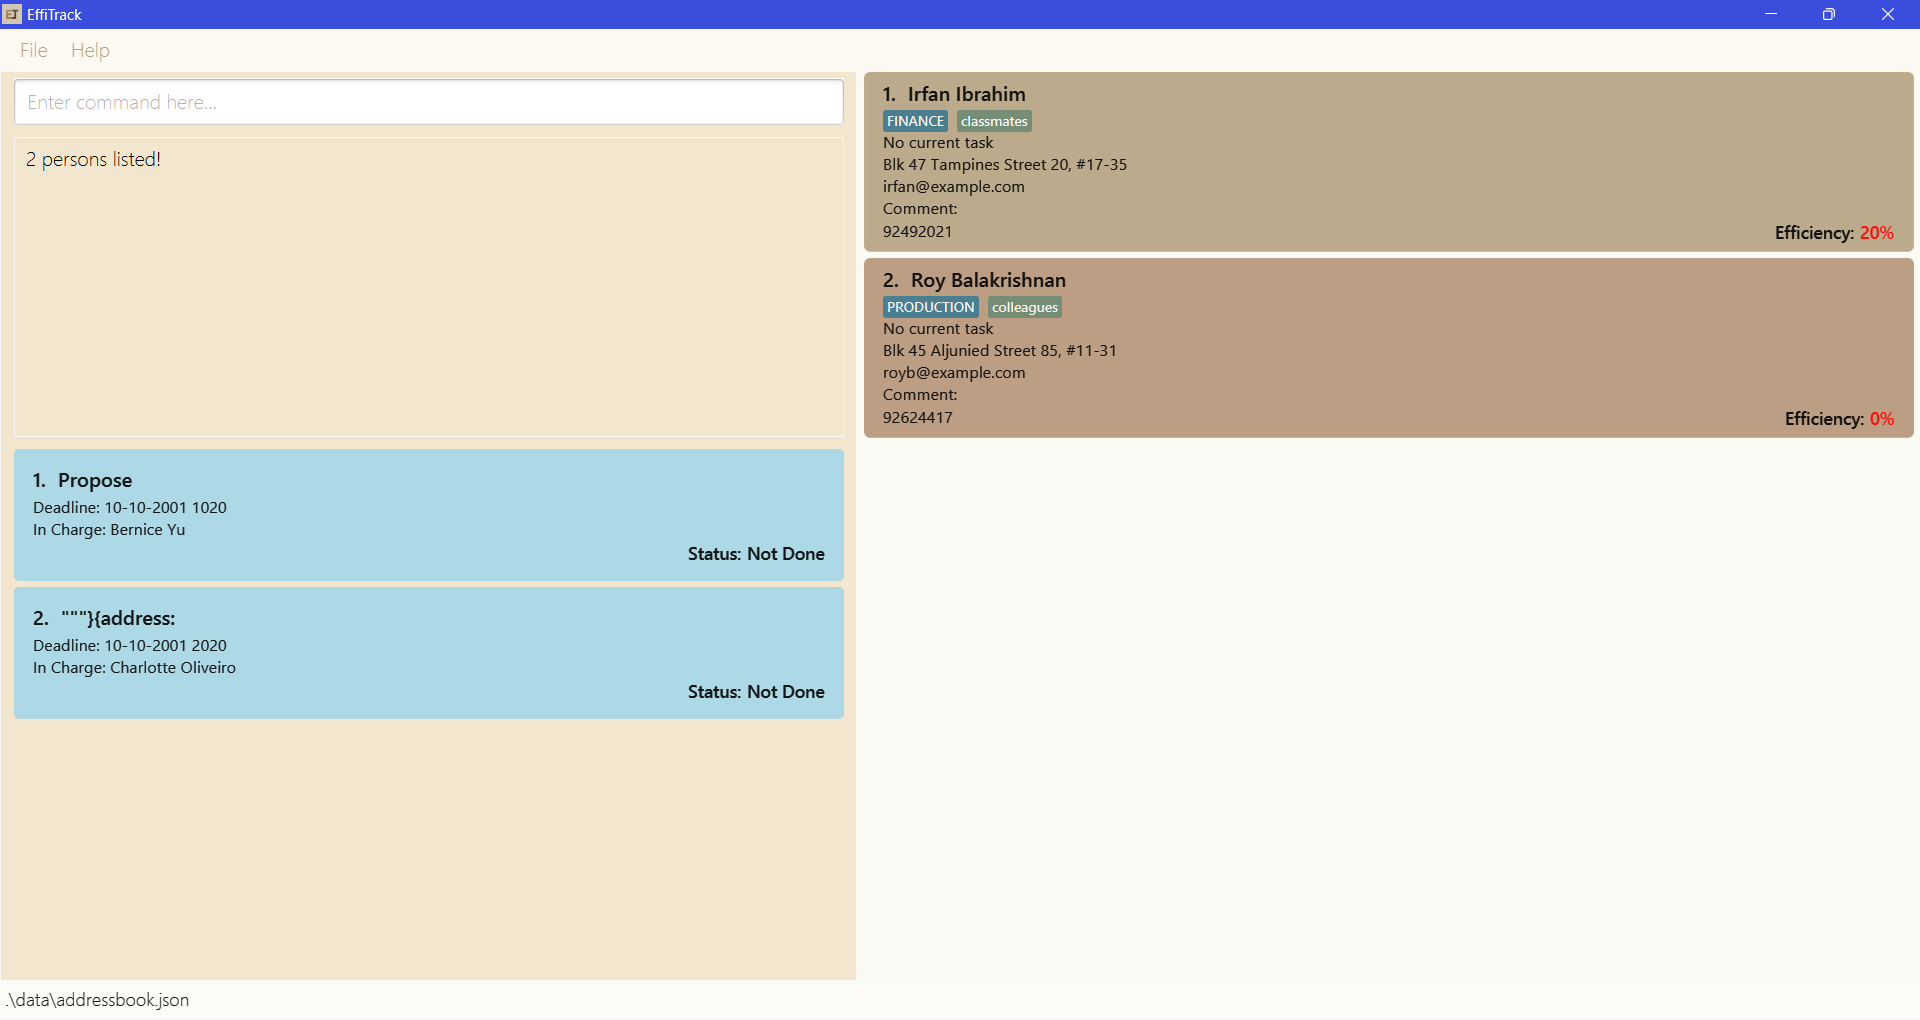 EffiTrack
File Help
Enter command here...
2 persons listed!
1. Propose
Deadline: 10-10-2001 1020
In Charge: Bernice Yu
Status: Not Done
2. """}{address:
Deadline: 10-10-2001 2020
In Charge: Charlotte Oliveiro
Status: Not Done
1. Irfan Ibrahim
FINANCE classmates
No current task
Blk 47 Tampines Street 20, #17-35
irfan@example.com
Comment:
92492021
Efficiency: 20%
2. Roy Balakrishnan
PRODUCTION colleagues
No current task
Blk 45 Aljunied Street 85, #11-31
royb@example.com
Comment:
92624417
Efficiency: 0%
.\data\addressbook.json